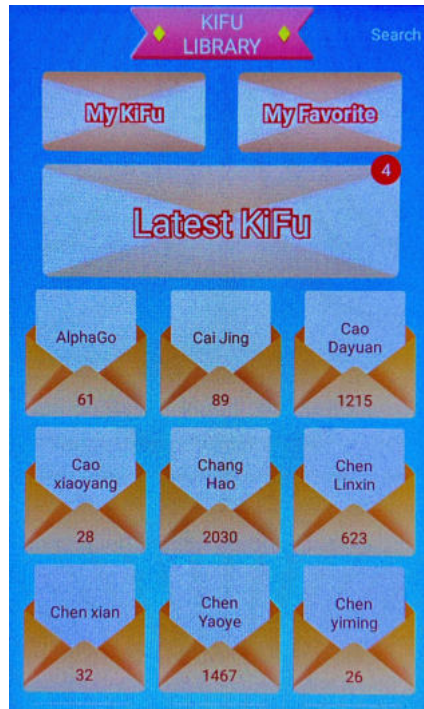 KIFU
LIBRARY
Search
My KiFu
My Favorite
4
Latest KiFu
AlphaGo
61
Cai Jing
89
Cao
Dayuan
1215
Cao
xiaoyang
28
Chang
Hao
2030
Chen
Linxin
623
Chen xian
32
Chen
Yaoye
1467
Chen
yiming
26